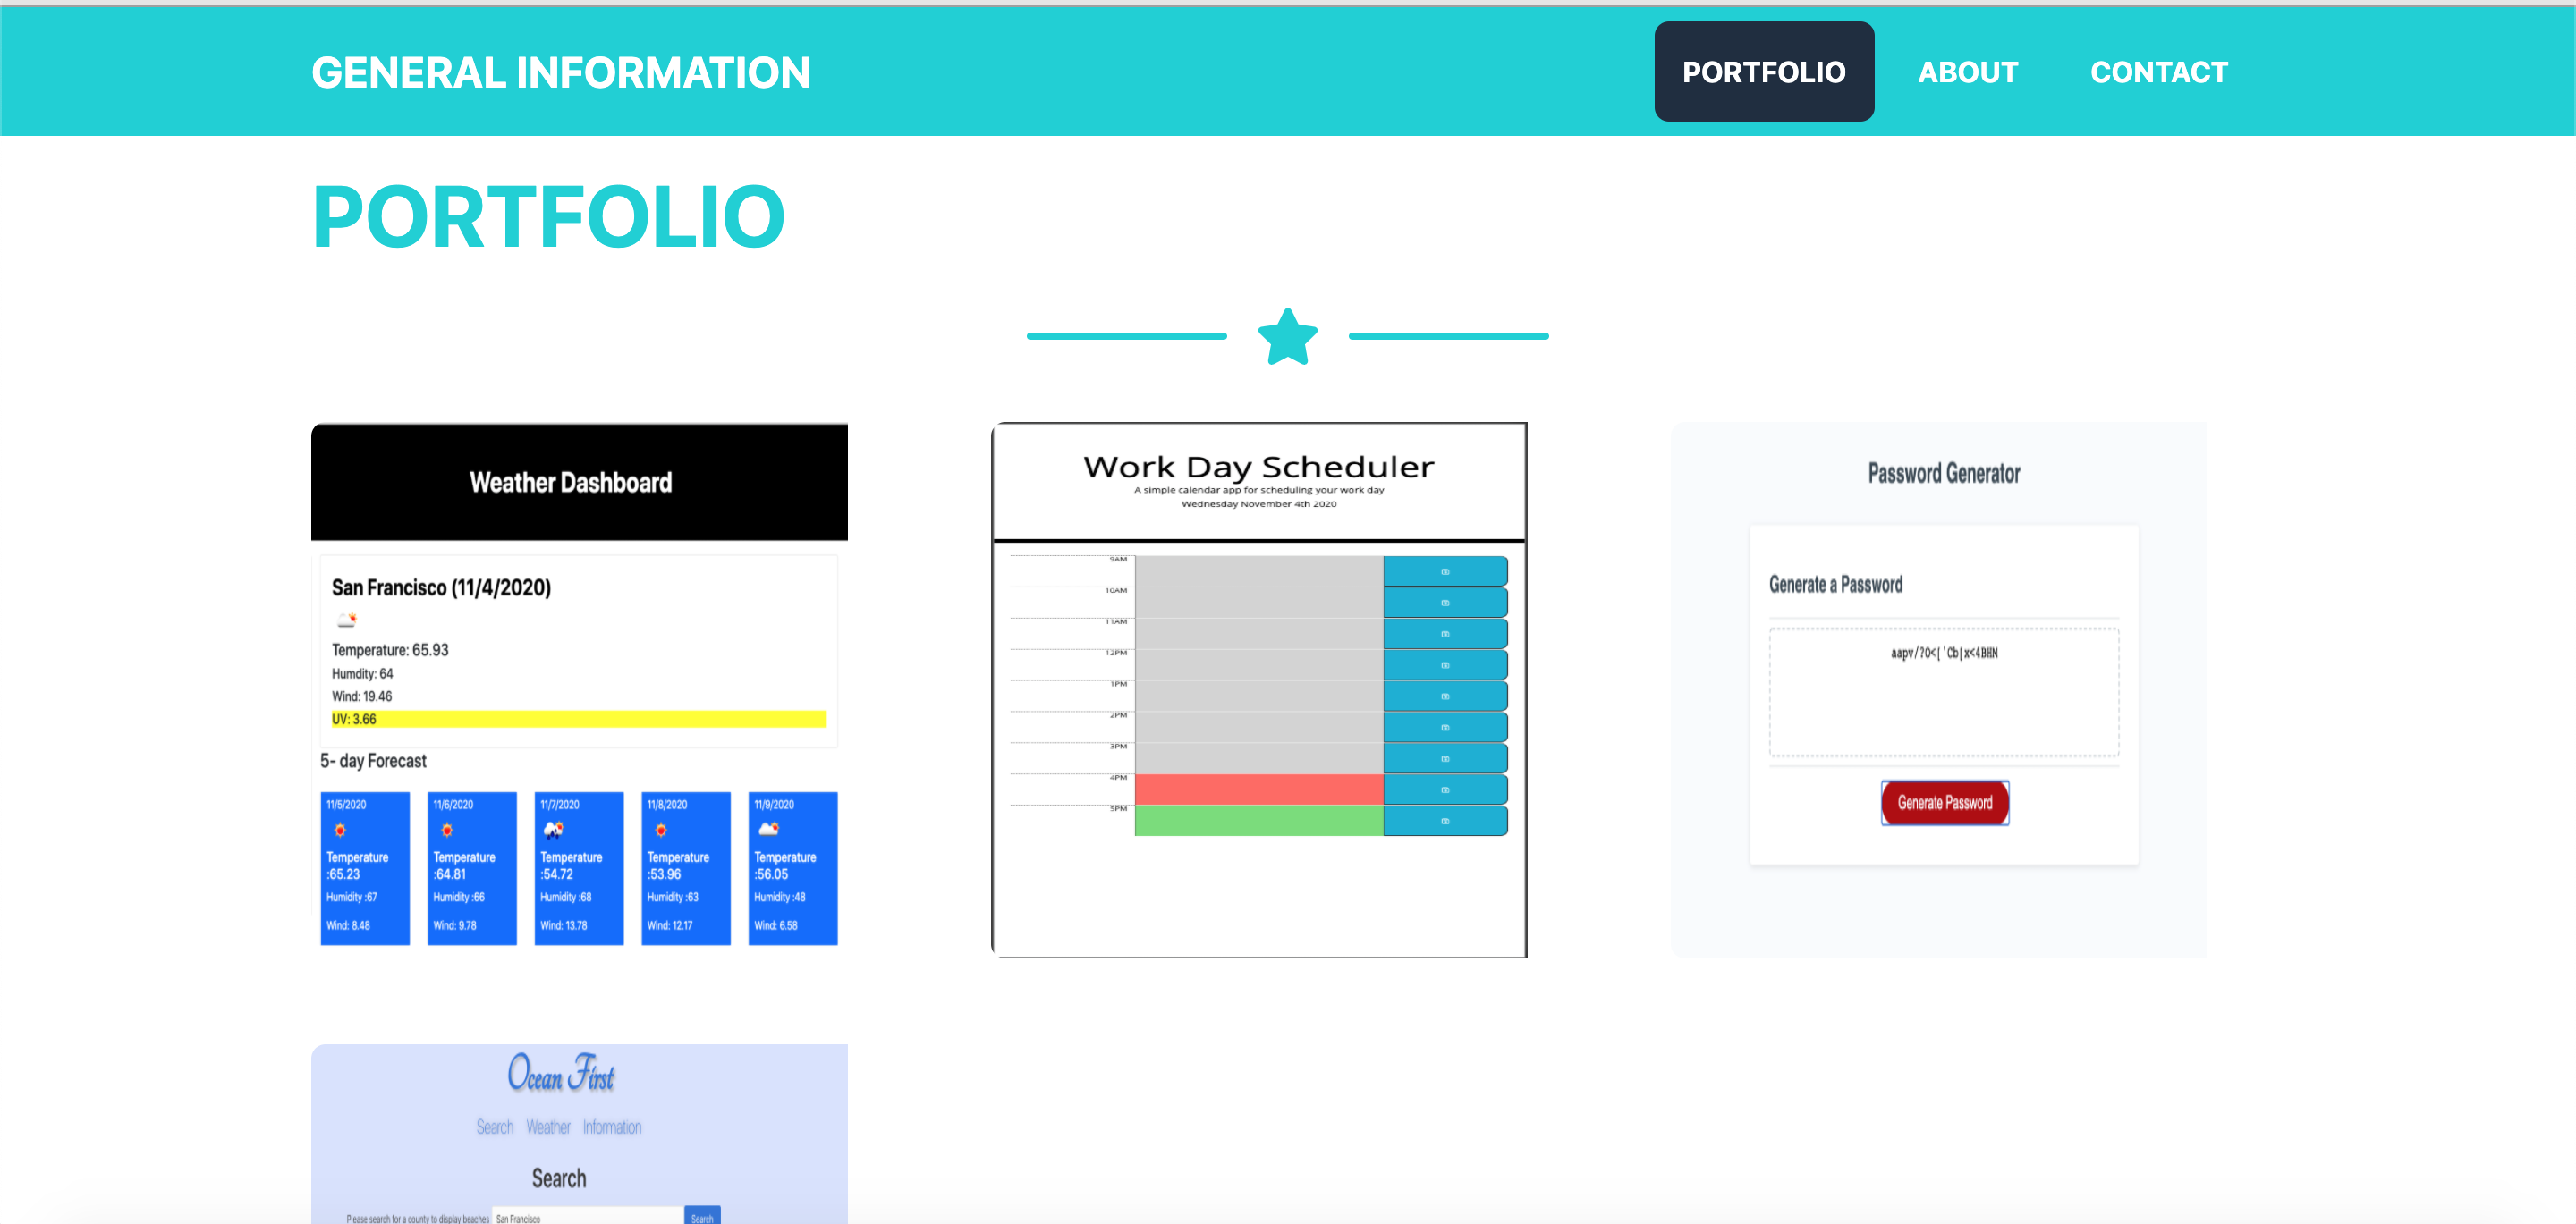 GENERAL INFORMATION
PORTFOLIO
ABOUT
CONTACT
PORTFOLIO
Weather Dashboard
San Francisco (11/4/2020)
Temperature: 65.93
Humdity: 64
Wind: 19.46
UV: 3.66
5- day Forecast
11/5/2020
Temperature
:65.23
Humidity :67
Wind: 8.48
11/6/2020
Temperature
:64.81
Humidity :66
Wind: 9.78
11/7/2020
Temperature
:54.72
Humidity :68
Wind: 13.78
11/8/2020
Temperature
:53.96
Humidity :63
Wind: 12.17
11/9/2020
Temperature
:56.05
Humidity :48
Wind: 6.58
Work Day Scheduler
A simple calendar app for scheduling your work day
Wednesday November 4th 2020
9AM
10AM
11AM
12PM
1PM
2PM
3PM
4PM
5PM
Password Generator
Generate a Password
Generate Password
Ocean First
Search Weather Information
Search
Please search for a county to display beaches San Francisco Search